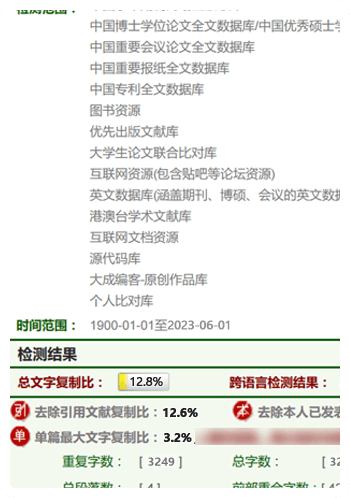 检测范围：
中国博士学位论文全文数据库/中国优秀硕士学
中国重要会议论文全文数据库
中国重要报纸全文数据库
中国专利全文数据库
图书资源
优先出版文献库
大学生论文联合比对库
互联网资源(包含贴吧等论坛资源)
英文数据库(涵盖期刊、博硕、会议的英文数据
港澳台学术文献库
互联网文档资源
源代码库
大成编客-原创作品库
个人比对库
时间范围： 1900-01-01至2023-06-01
检测结果
总文字复制比： 12.8% 跨语言检测结果：
引 去除引用文献复制比：12.6% 本 去除本人已发表
单 单篇最大文字复制比：3.2%
重复字数： [ 3249 ] 总字数： [ 32
总段落数： [ 4 ] 前部重合字数： [ 42